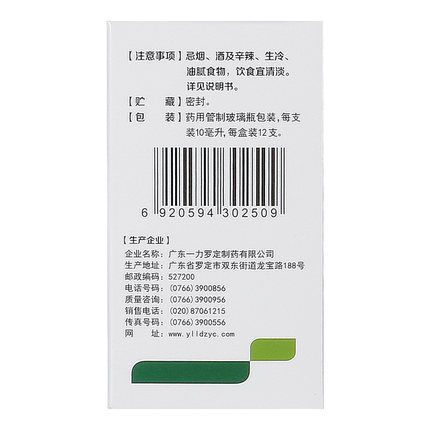 【注意事项】忌烟、酒及辛辣、生冷、
油腻食物，饮食宜清淡。
详见说明书。
【贮　　藏】密封。
【包　　装】药用管制玻璃瓶包装，每支
装10毫升，每盒装12支。
6 920594 302509
【生产企业】
企业名称：广东一力罗定制药有限公司
生产地址：广东省罗定市双东街道龙宝路188号
邮政编码：527200
电话号码：(0766)3900856
质量咨询：(0766)3900956
销售电话：(020)87061215
传真号码：(0766)3900556
网　　址：www.ylldzyc.com